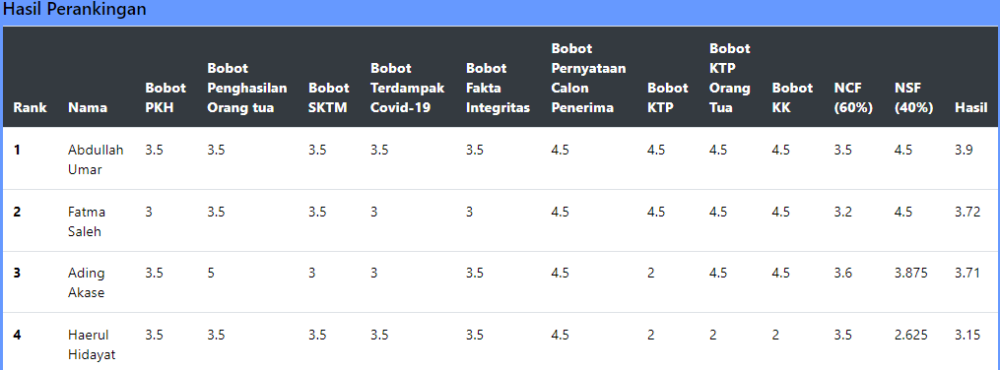 Hasil Perankingan
Rank Nama Bobot PKH Bobot Penghasilan Orang tua Bobot SKTM Bobot Terdampak Covid-19 Bobot Fakta Integritas Bobot Pernyataan Calon Penerima Bobot KTP Bobot KTP Orang Tua Bobot KK NCF (60%) NSF (40%) Hasil
1 Abdullah Umar 3.5 3.5 3.5 3.5 3.5 4.5 4.5 4.5 4.5 3.5 4.5 3.9
2 Fatma Saleh 3 3.5 3.5 3 3 4.5 4.5 4.5 4.5 3.2 4.5 3.72
3 Ading Akase 3.5 5 3 3 3.5 4.5 2 4.5 4.5 3.6 3.875 3.71
4 Haerul Hidayat 3.5 3.5 3.5 3.5 3.5 4.5 2 2 2 3.5 2.625 3.15